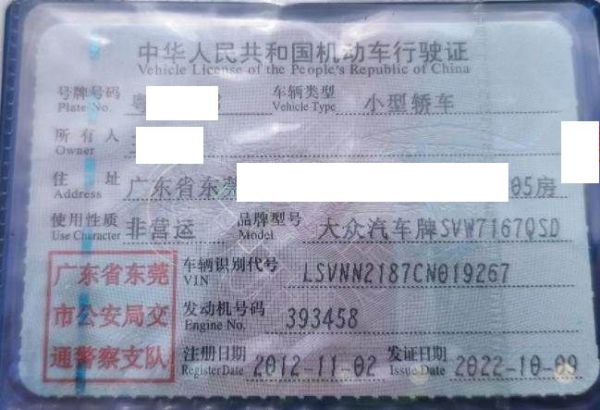 中华人民共和国机动车行驶证
Vehicle License of the People's Republic of China
号牌号码 粤 车辆类型 小型轿车
Plate No. Vehicle Type
所有人
Owner
住址 广东省东莞 05房
Address
使用性质 非营运 品牌型号 大众汽车牌SVW7167QSD
Use Character Model
广东省东莞 车辆识别代号 LSVNN2187CN019267
VIN
市公安局交 发动机号码 393458
Engine No.
通警察支队 注册日期 2012-11-02 发证日期 2022-10-09
Register Date Issue Date